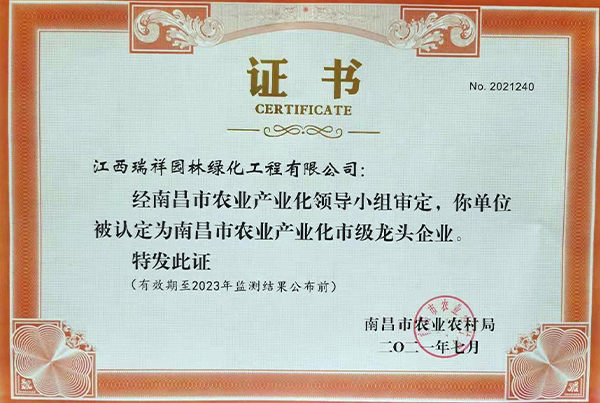 证书
CERTIFICATE
No. 2021240
江西瑞祥园林绿化工程有限公司：
经南昌市农业产业化领导小组审定，你单位
被认定为南昌市农业产业化市级龙头企业。
特发此证
（有效期至2023年监测结果公布前）
南昌市农业农村局
二〇二一年七月